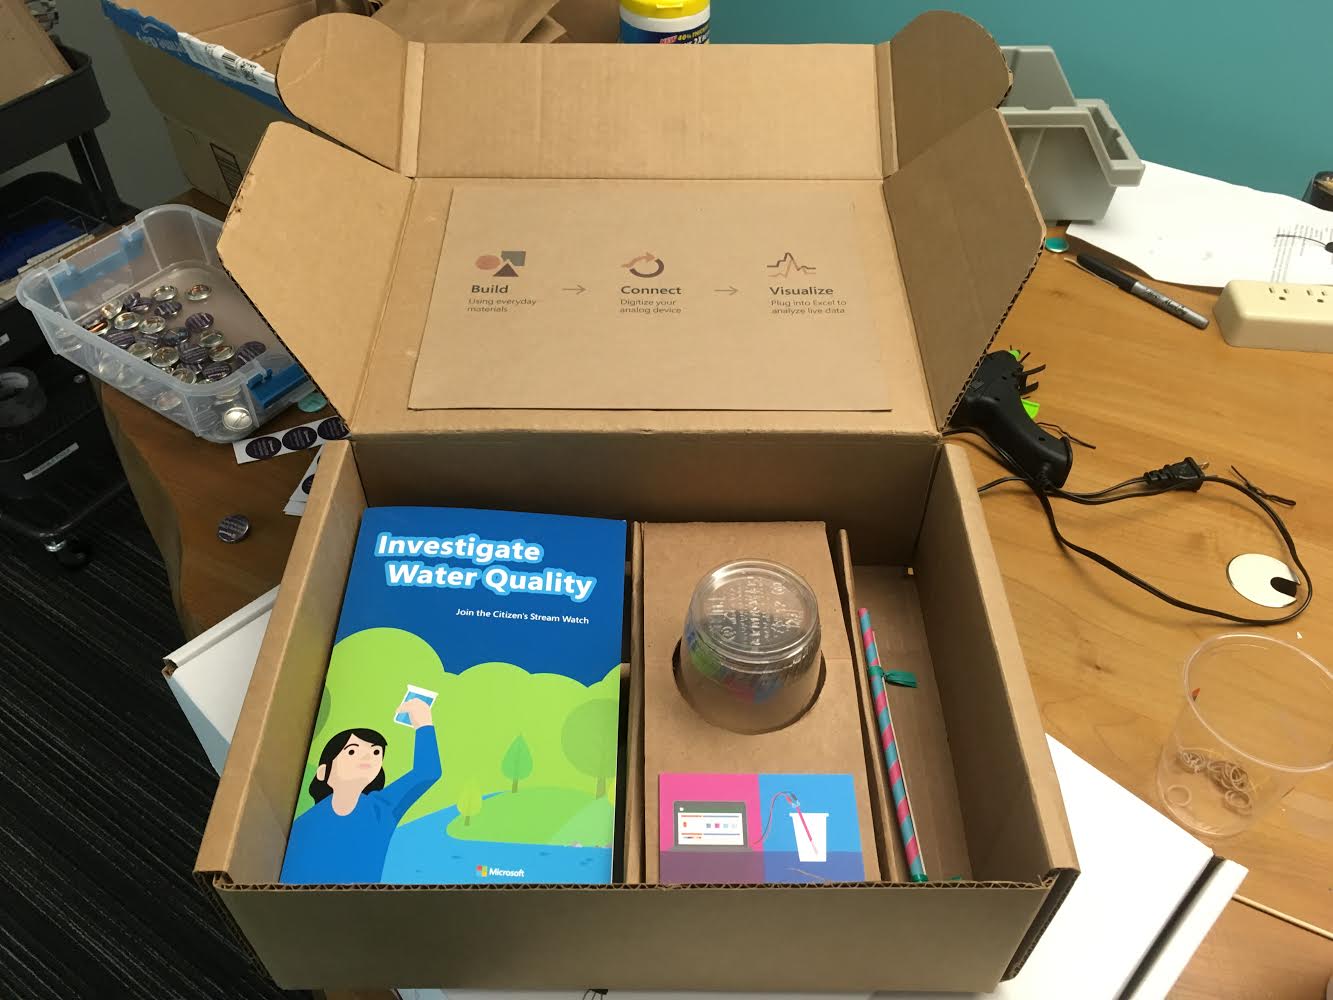 Build
Using everyday
materials
Connect
Digitize your
analog device
Visualize
Plug into Excel to
analyze live data
Investigate
Water Quality
Join the Citizen's Stream Watch
Microsoft